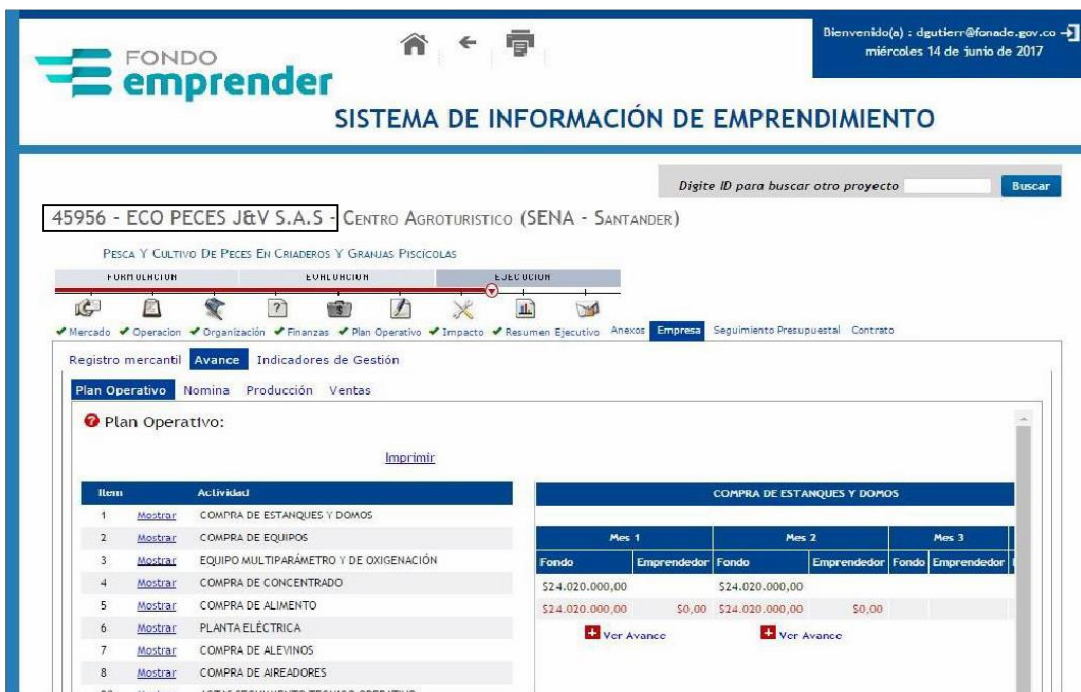 Bienvenido(a) : dgutierr@fonade.gov.co
miércoles 14 de junio de 2017
FONDO
emprender
SISTEMA DE INFORMACIÓN DE EMPRENDIMIENTO
Digite ID para buscar otro proyecto Buscar
45956 - ECO PECES J&V S.A.S - CENTRO AGROTURISTICO (SENA - SANTANDER)
PESCA Y CULTIVO DE PECES EN CRIADEROS Y GRANJAS PISCÍCOLAS
FORMULACION EVALUACION EJECUCION
Mercado Operacion Organización Finanzas Plan Operativo Impacto Resumen Ejecutivo Anexos Empresa Seguimiento Presupuestal Contrato
Registro mercantil Avance Indicadores de Gestión
Plan Operativo Nomina Producción Ventas
Plan Operativo:
Imprimir
Item Actividad
COMPRA DE ESTANQUES Y DOMOS
1 Mostrar COMPRA DE ESTANQUES Y DOMOS
2 Mostrar COMPRA DE EQUIPOS
Mes 1 Mes 2 Mes 3
3 Mostrar EQUIPO MULTIPARÁMETRO Y DE OXIGENACIÓN
Fondo Emprendedor Fondo Emprendedor Fondo Emprendedor
4 Mostrar COMPRA DE CONCENTRADO
$24.020.000,00 $24.020.000,00
5 Mostrar COMPRA DE ALIMENTO
$24.020.000,00 $0,00 $24.020.000,00 $0,00
6 Mostrar PLANTA ELÉCTRICA
Ver Avance Ver Avance
7 Mostrar COMPRA DE ALEVINOS
8 Mostrar COMPRA DE AIREADORES